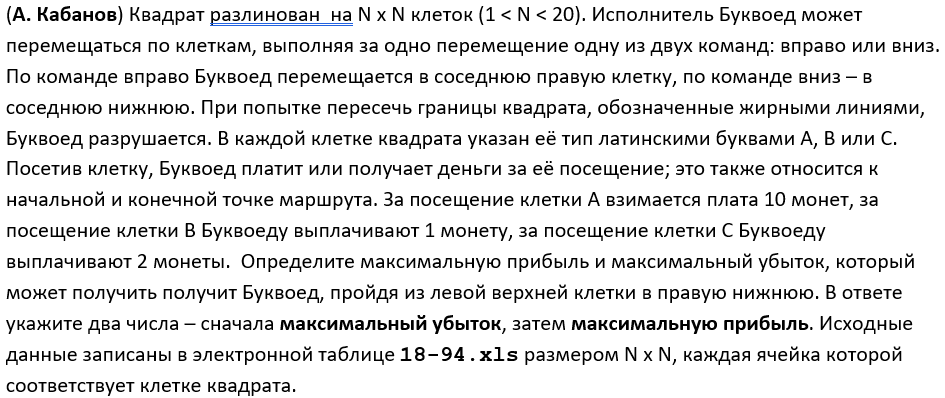 (А. Кабанов) Квадрат разлинован  на N x N клеток (1 < N < 20). Исполнитель Буквоед может
перемещаться по клеткам, выполняя за одно перемещение одну из двух команд: вправо или вниз.
По команде вправо Буквоед перемещается в соседнюю правую клетку, по команде вниз – в
соседнюю нижнюю. При попытке пересечь границы квадрата, обозначенные жирными линиями,
Буквоед разрушается. В каждой клетке квадрата указан её тип латинскими буквами A, B или C.
Посетив клетку, Буквоед платит или получает деньги за её посещение; это также относится к
начальной и конечной точке маршрута. За посещение клетки A взимается плата 10 монет, за
посещение клетки B Буквоеду выплачивают 1 монету, за посещение клетки C Буквоеду
выплачивают 2 монеты.  Определите максимальную прибыль и максимальный убыток, который
может получить получит Буквоед, пройдя из левой верхней клетки в правую нижнюю. В ответе
укажите два числа – сначала максимальный убыток, затем максимальную прибыль. Исходные
данные записаны в электронной таблице 18-94.xls размером N x N, каждая ячейка которой
соответствует клетке квадрата.